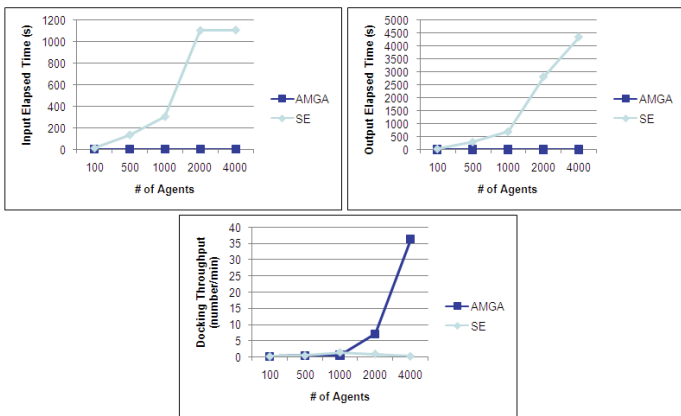 Input Elapsed Time (s)
1200
1000
800
600
400
200
0
100 500 1000 2000 4000
# of Agents
AMGA
SE
Output Elapsed Time (s)
5000
4500
4000
3500
3000
2500
2000
1500
1000
500
0
100 500 1000 2000 4000
# of Agents
AMGA
SE
Docking Throughput
(number/min)
40
35
30
25
20
15
10
5
0
100 500 1000 2000 4000
# of Agents
AMGA
SE